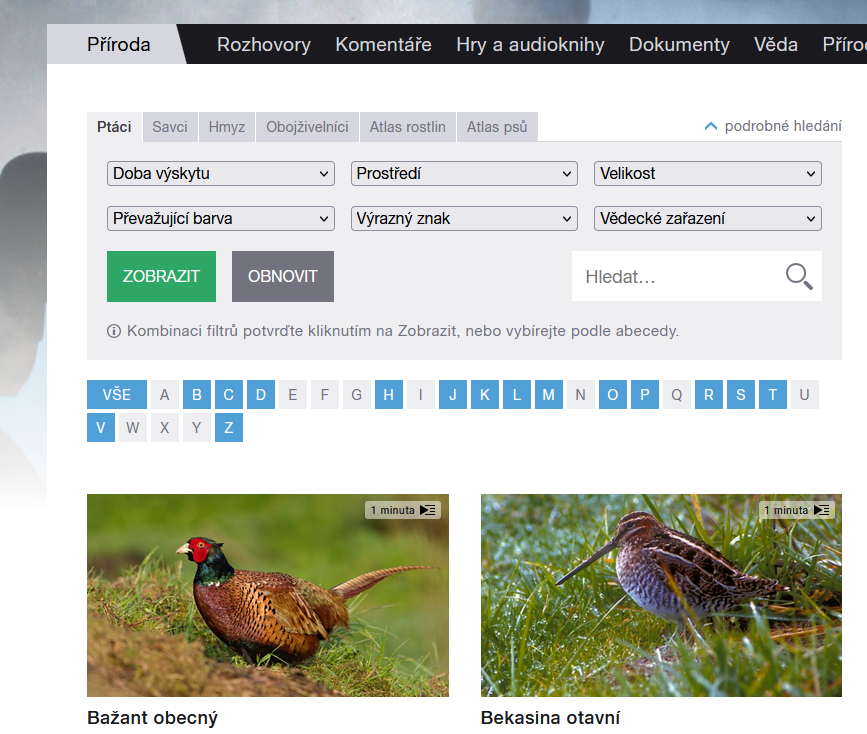 Příroda Rozhovory Komentáře Hry a audioknihy Dokumenty Věda Příro
Ptáci Savci Hmyz Obojživelníci Atlas rostlin Atlas psů podrobné hledání
Doba výskytu Prostředí Velikost
Převažující barva Výrazný znak Vědecké zařazení
ZOBRAZIT OBNOVIT Hledat...
Kombinaci filtrů potvrďte kliknutím na Zobrazit, nebo vybírejte podle abecedy.
VŠE A B C D E F G H I J K L M N O P Q R S T U
V W X Y Z
1 minuta 1 minuta
Bažant obecný Bekasina otavní